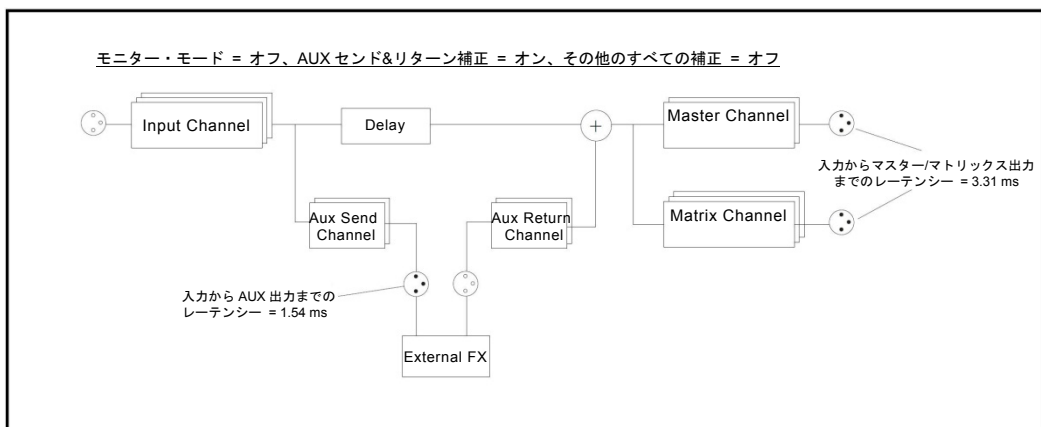 モニター・モード = オフ、AUX センド&リターン補正 = オン、その他のすべての補正 = オフ
Input Channel
Delay
+
Master Channel
入力からマスター/マトリックス出力
までのレーテンシー = 3.31 ms
Matrix Channel
Aux Send
Channel
Aux Return
Channel
入力から AUX 出力までの
レーテンシー = 1.54 ms
External FX